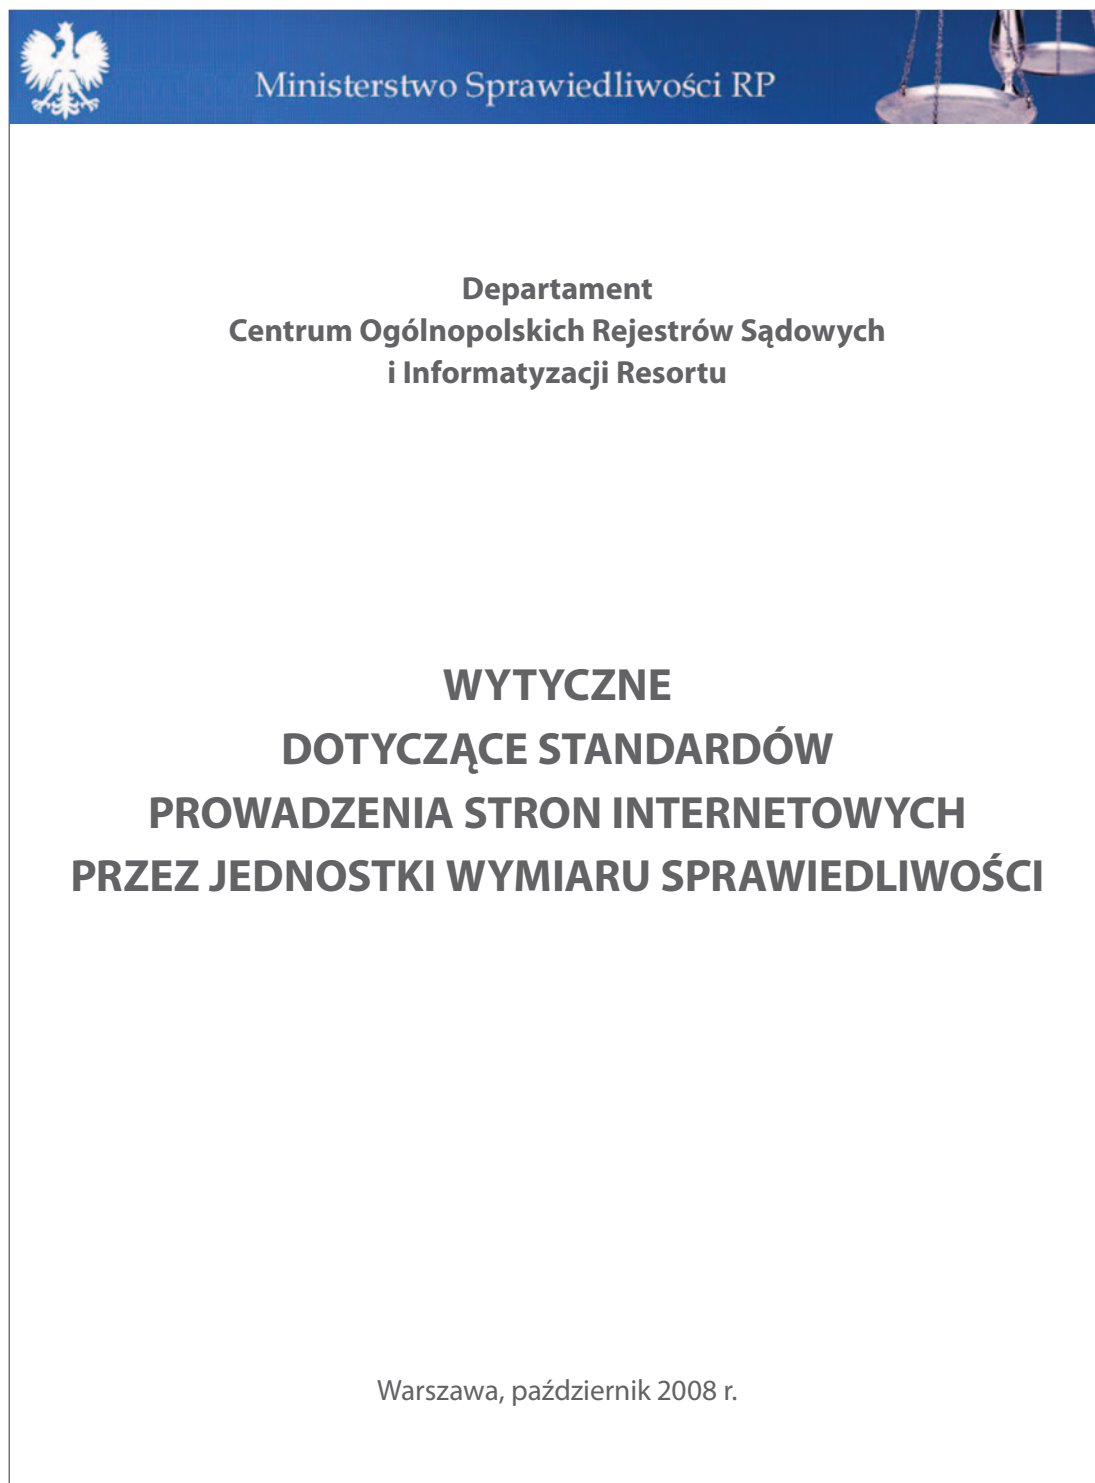 Ministerstwo Sprawiedliwości RP
Departament
Centrum Ogólnopolskich Rejestrów Sądowych
i Informatyzacji Resortu
WYTYCZNE
DOTYCZĄCE STANDARDÓW
PROWADZENIA STRON INTERNETOWYCH
PRZEZ JEDNOSTKI WYMIARU SPRAWIEDLIWOŚCI
Warszawa, październik 2008 r.